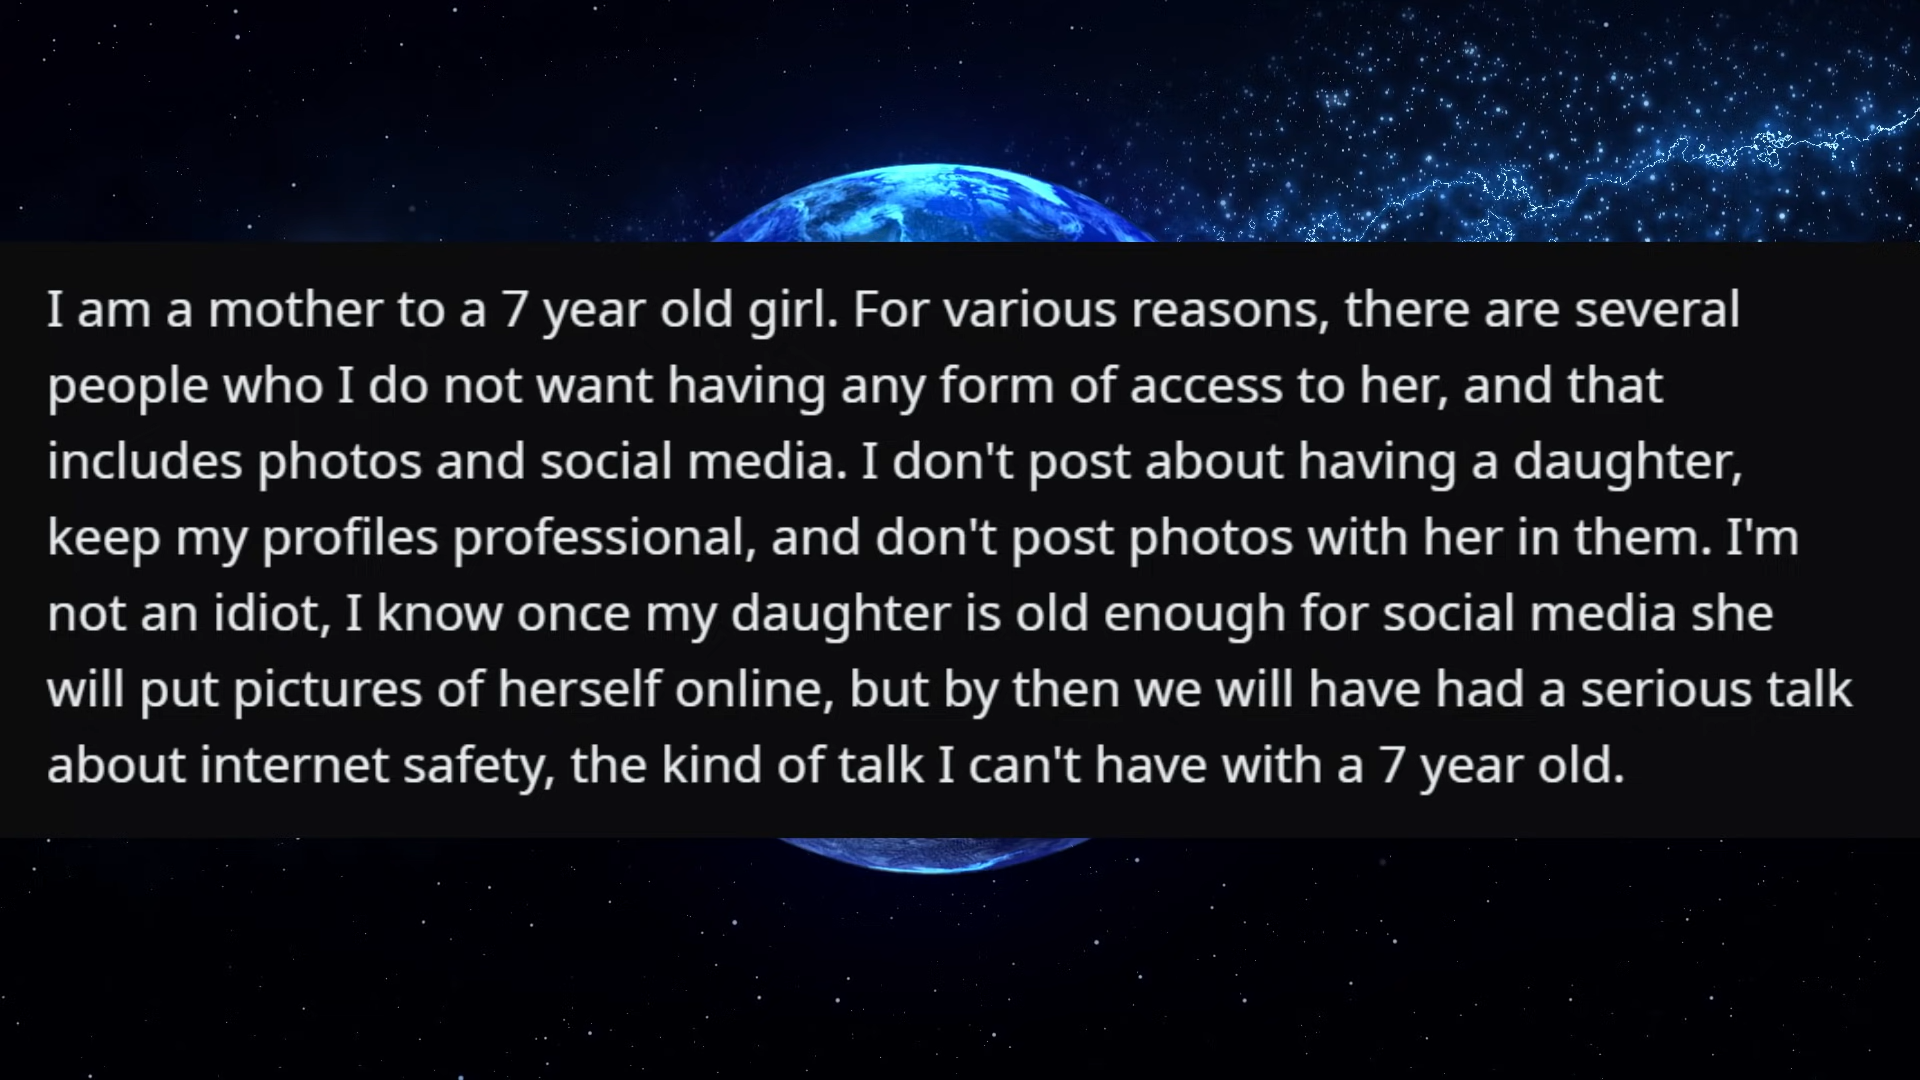 I am a mother to a 7 year old girl. For various reasons, there are several
people who I do not want having any form of access to her, and that
includes photos and social media. I don't post about having a daughter,
keep my profiles professional, and don't post photos with her in them. I'm
not an idiot, I know once my daughter is old enough for social media she
will put pictures of herself online, but by then we will have had a serious talk
about internet safety, the kind of talk I can't have with a 7 year old.